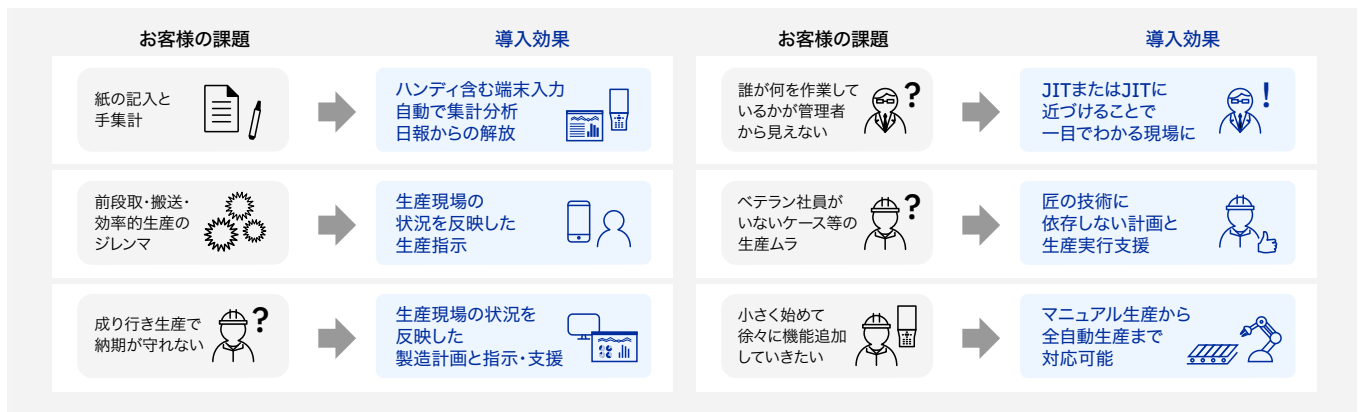 お客様の課題
導入効果
紙の記入と
手集計
ハンディ含む端末入力
自動で集計分析
日報からの解放
前段取・搬送・
効率的生産の
ジレンマ
生産現場の
状況を反映した
生産指示
成り行き生産で
納期が守れない
?
生産現場の状況を
反映した
製造計画と指示・支援
お客様の課題
導入効果
誰が何を作業して
いるかが管理者
から見えない
?
JITまたはJITに
近づけることで
一目でわかる現場に
!
ベテラン社員が
いないケース等の
生産ムラ
?
匠の技術に
依存しない計画と
生産実行支援
小さく始めて
徐々に機能追加
していきたい
マニュアル生産から
全自動生産まで
対応可能